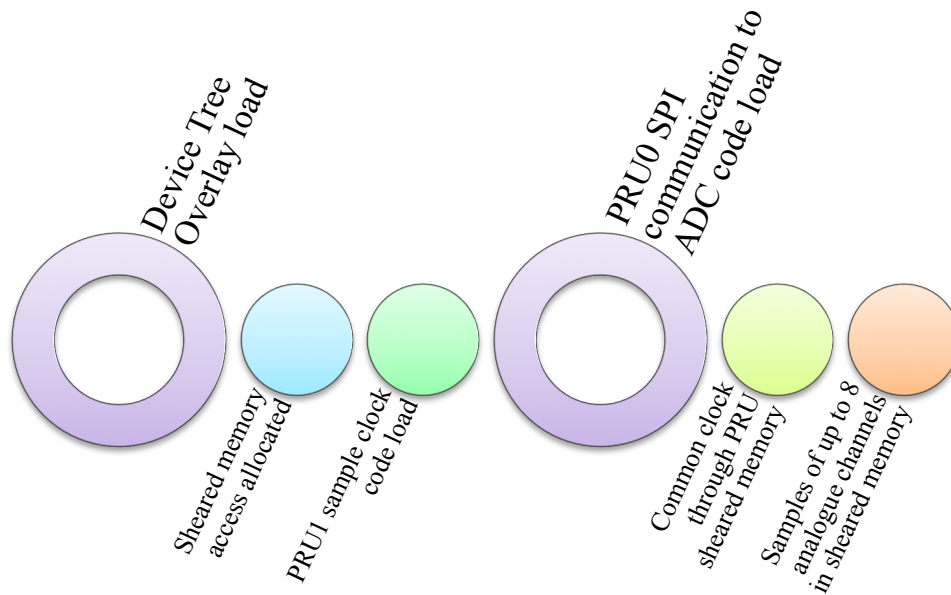 Device Tree
Overlay load
Sheared memory
access allocated
PRU1 sample clock
code load
PRU0 SPI
communication to
ADC code load
Common clock
through PRU
sheared memory
Samples of up to 8
analogue channels
in sheared memory